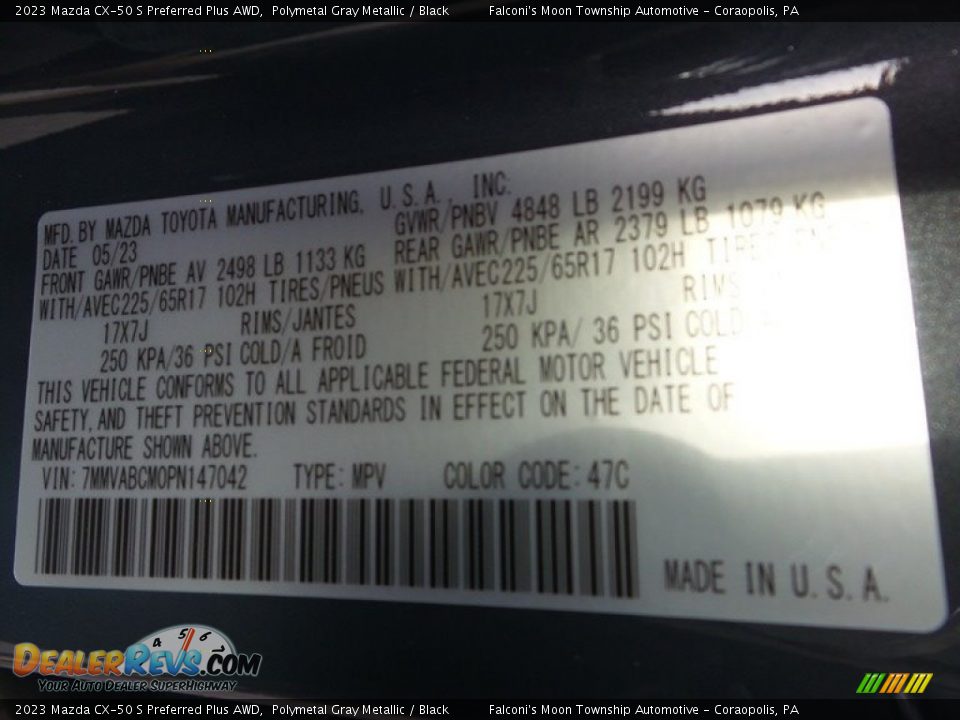 2023 Mazda CX-50 S Preferred Plus AWD, Polymetal Gray Metallic / Black Falconi's Moon Township Automotive - Coraopolis, PA
MFD. BY MAZDA TOYOTA MANUFACTURING, U.S.A., INC.
DATE 05/23 GVWR/PNBV 4848 LB 2199 KG
FRONT GAWR/PNBE AV 2498 LB 1133 KG REAR GAWR/PNBE AR 2379 LB 1079 KG
WITH/AVEC225/65R17 102H TIRES/PNEUS WITH/AVEC225/65R17 102H TIRES
17X7J RIMS/JANTES 17X7J RIMS
250 KPA/36 PSI COLD/A FROID 250 KPA/ 36 PSI COLD
THIS VEHICLE CONFORMS TO ALL APPLICABLE FEDERAL MOTOR VEHICLE
SAFETY, AND THEFT PREVENTION STANDARDS IN EFFECT ON THE DATE OF
MANUFACTURE SHOWN ABOVE.
VIN: 7MMVABCM0PN147042 TYPE: MPV COLOR CODE: 47C
MADE IN U.S.A.
4 5 6
DEALERREVS.COM
YOUR AUTO DEALER SUPERHIGHWAY
2023 Mazda CX-50 S Preferred Plus AWD, Polymetal Gray Metallic / Black Falconi's Moon Township Automotive - Coraopolis, PA